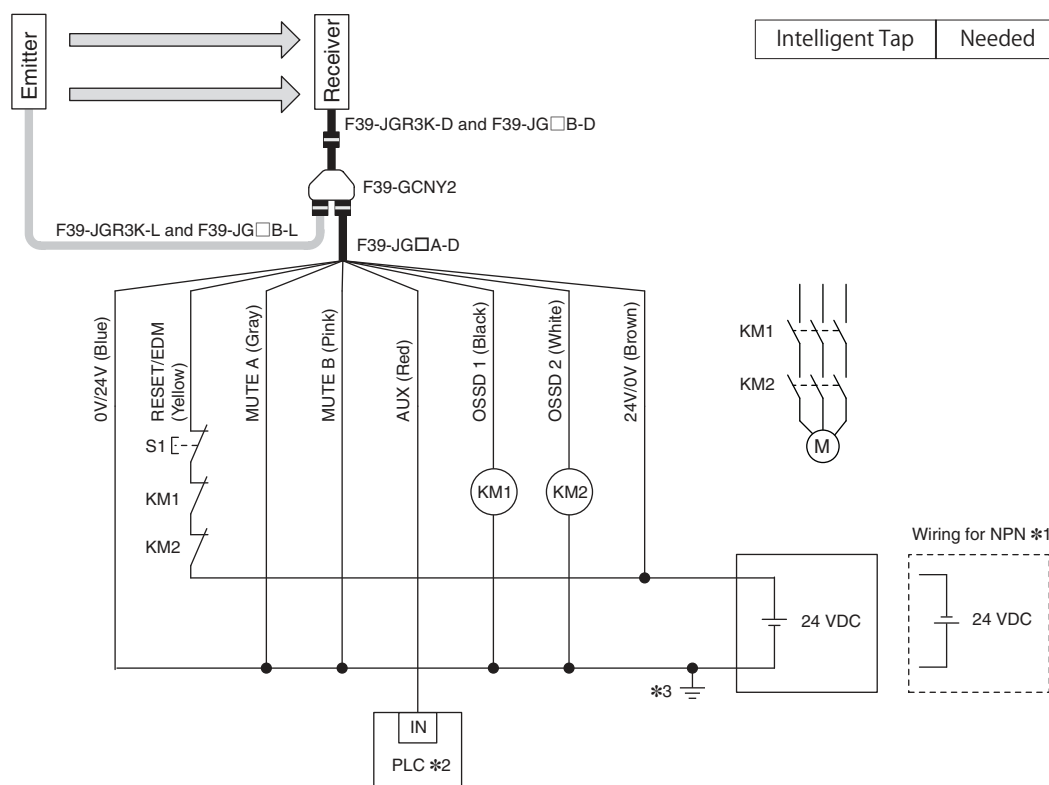 Emitter
Receiver
Intelligent Tap Needed
F39-JGR3K-D and F39-JG□B-D
F39-GCNY2
F39-JGR3K-L and F39-JG□B-L
F39-JG□A-D
0V/24V (Blue)
RESET/EDM
(Yellow)
MUTE A (Gray)
MUTE B (Pink)
AUX (Red)
OSSD 1 (Black)
OSSD 2 (White)
24V/0V (Brown)
KM1
KM2
M
S1
KM1
KM2
KM1
KM2
Wiring for NPN ✻1
24 VDC
24 VDC
✻3
IN
PLC ✻2